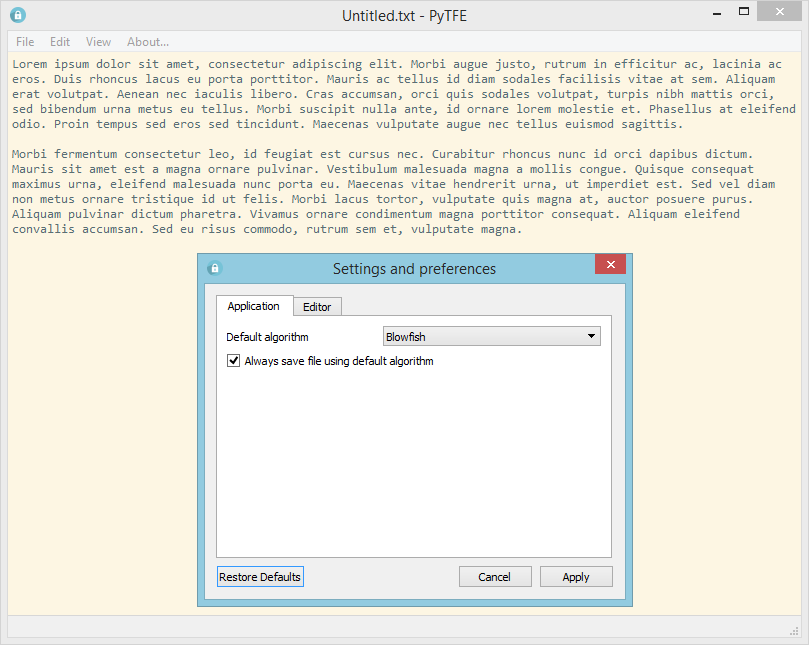 Untitled.txt - PyTFE
File Edit View About...
Lorem ipsum dolor sit amet, consectetur adipiscing elit. Morbi augue justo, rutrum in efficitur ac, lacinia ac
eros. Duis rhoncus lacus eu porta porttitor. Mauris ac tellus id diam sodales facilisis vitae at sem. Aliquam
erat volutpat. Aenean nec iaculis libero. Cras accumsan, orci quis sodales volutpat, turpis nibh mattis orci,
sed bibendum urna metus eu tellus. Morbi suscipit nulla ante, id ornare lorem molestie et. Phasellus at eleifend
odio. Proin tempus sed eros sed tincidunt. Maecenas vulputate augue nec tellus euismod sagittis.
Morbi fermentum consectetur leo, id feugiat est cursus nec. Curabitur rhoncus nunc id orci dapibus dictum.
Mauris sit amet est a magna ornare pulvinar. Vestibulum malesuada magna a mollis congue. Quisque consequat
maximus urna, eleifend malesuada nunc porta eu. Maecenas vitae hendrerit urna, ut imperdiet est. Sed vel diam
non metus ornare tristique id ut felis. Morbi lacus tortor, vulputate quis magna at, auctor posuere purus.
Aliquam pulvinar dictum pharetra. Vivamus ornare condimentum magna porttitor consequat. Aliquam eleifend
convallis accumsan. Sed eu risus commodo, rutrum sem et, vulputate magna.
Settings and preferences
Application Editor
Default algorithm Blowfish
Always save file using default algorithm
Restore Defaults Cancel Apply